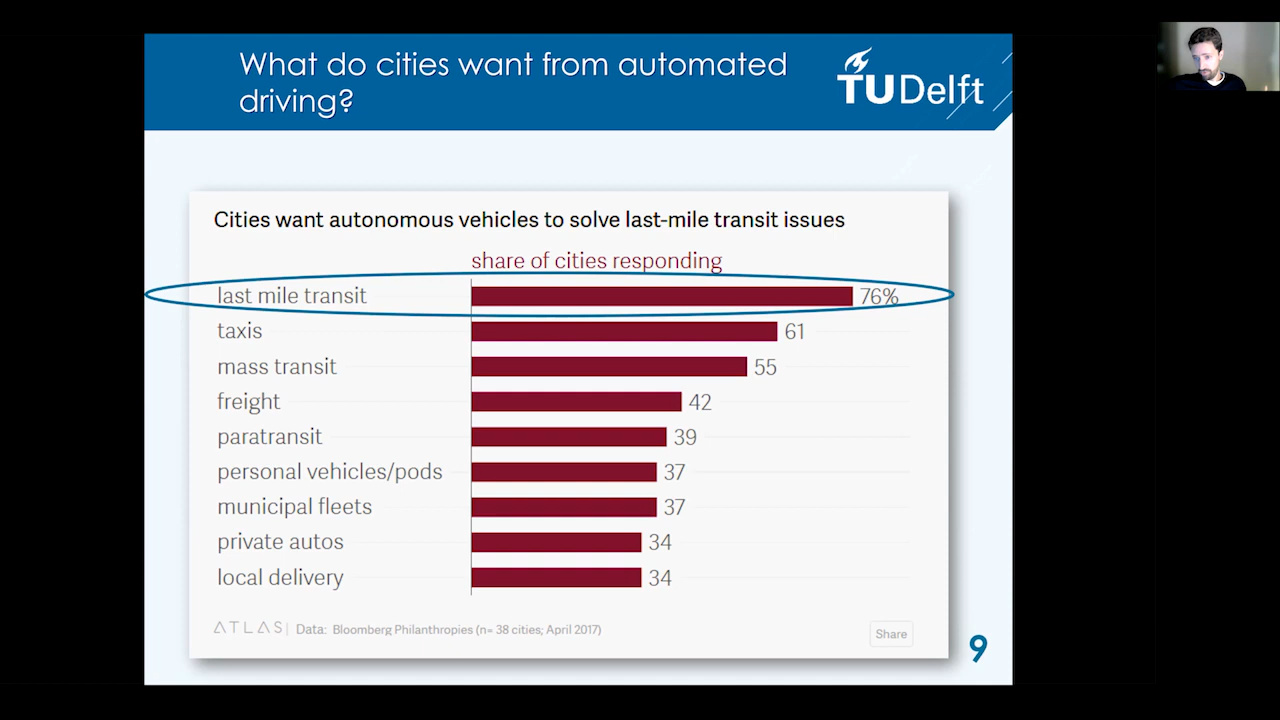 What do cities want from automated
driving?
TU Delft
Cities want autonomous vehicles to solve last-mile transit issues
share of cities responding
last mile transit 76%
taxis 61
mass transit 55
freight 42
paratransit 39
personal vehicles/pods 37
municipal fleets 37
private autos 34
local delivery 34
ATLAS | Data: Bloomberg Philanthropies (n= 38 cities; April 2017)
Share
9